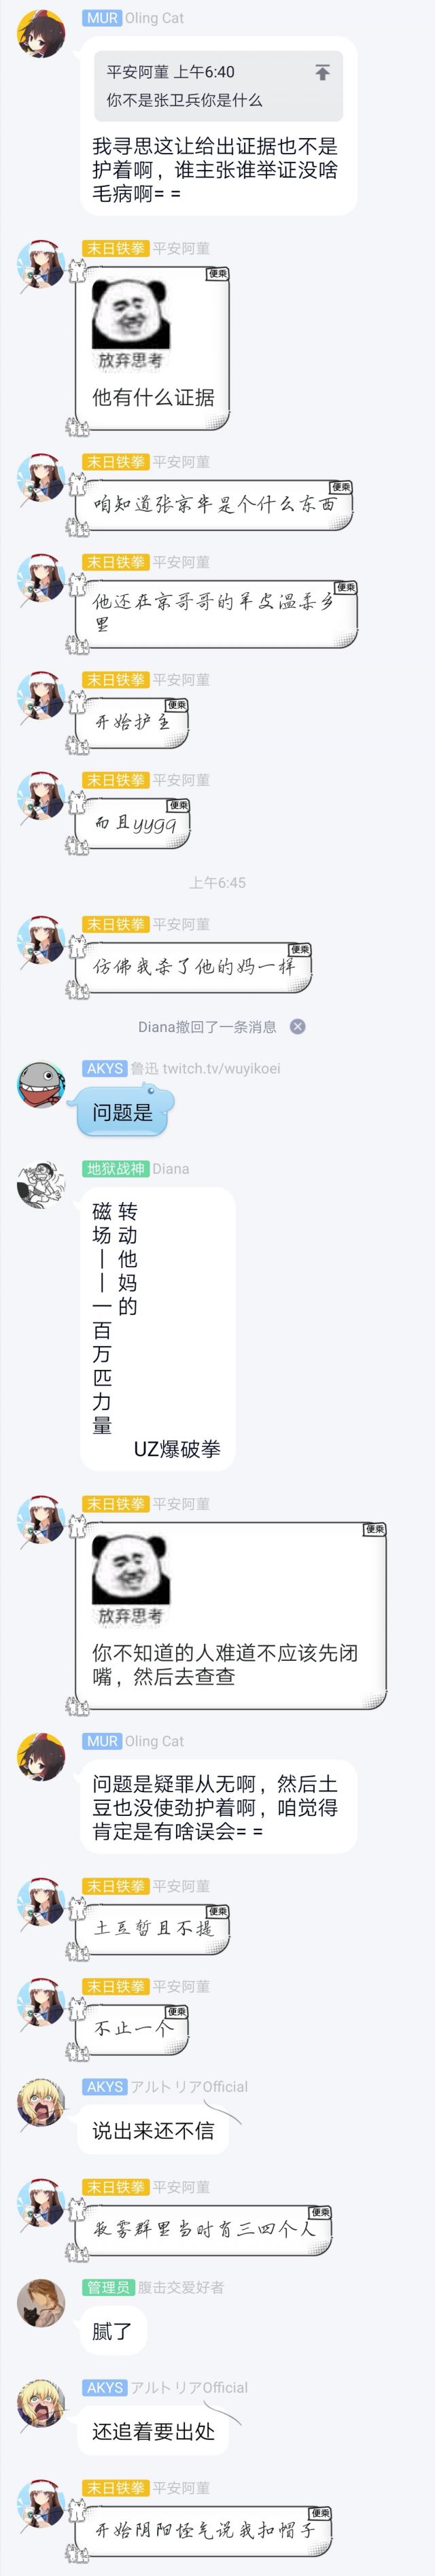 MUR Oling Cat
平安阿菫 上午6:40
你不是张卫兵你是什么
我寻思这让给出证据也不是
护着啊，谁主张谁举证没啥
毛病啊= =
末日铁拳 平安阿菫
便乘
放弃思考
他有什么证据
末日铁拳 平安阿菫
便乘
咱知道张京华是个什么东西
末日铁拳 平安阿菫
便乘
他还在京哥哥的羊皮温柔乡
里
末日铁拳 平安阿菫
便乘
开始护主
末日铁拳 平安阿菫
便乘
而且yygq
上午6:45
末日铁拳 平安阿菫
便乘
仿佛我杀了他的妈一样
Diana撤回了一条消息
AKYS 鲁迅 twitch.tv/wuyikoei
问题是
地狱战神 Diana
转动他妈的
磁场——一百万匹力量
UZ爆破拳
末日铁拳 平安阿菫
便乘
放弃思考
你不知道的人难道不应该先闭
嘴，然后去查查
MUR Oling Cat
问题是疑罪从无啊，然后土
豆也没使劲护着啊，咱觉得
肯定是有啥误会= =
末日铁拳 平安阿菫
便乘
土豆暂且不提
末日铁拳 平安阿菫
便乘
不止一个
AKYS アルトリアOfficial
说出来还不信
末日铁拳 平安阿菫
便乘
夜雾群里当时有三四个人
管理员 腹击交爱好者
腻了
AKYS アルトリアOfficial
还追着要出处
末日铁拳 平安阿菫
便乘
开始阴阳怪气说我扣帽子